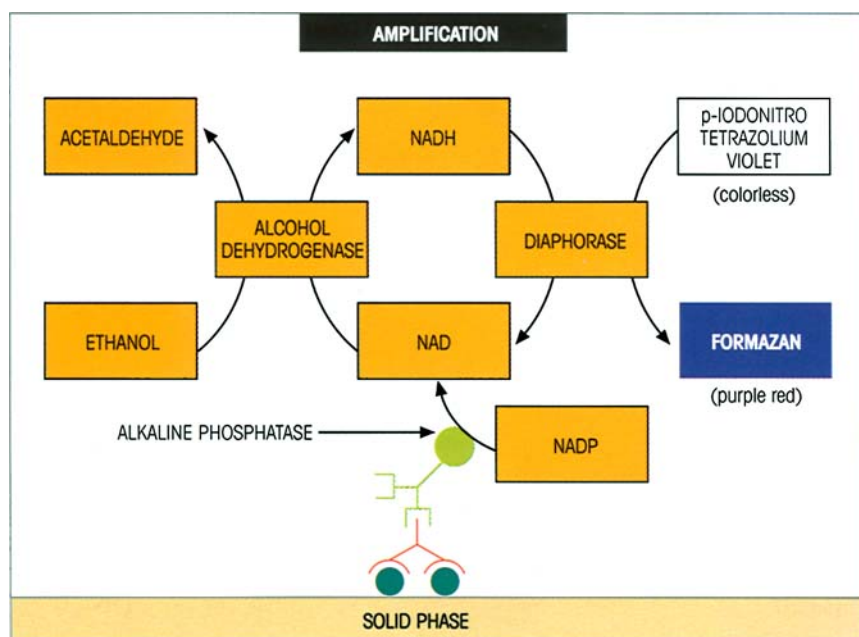 AMPLIFICATION
ACETALDEHYDE
NADH
p-IODONITRO
TETRAZOLIUM
VIOLET
(colorless)
ALCOHOL
DEHYDROGENASE
DIAPHORASE
ETHANOL
NAD
FORMAZAN
(purple red)
ALKALINE PHOSPHATASE
NADP
SOLID PHASE